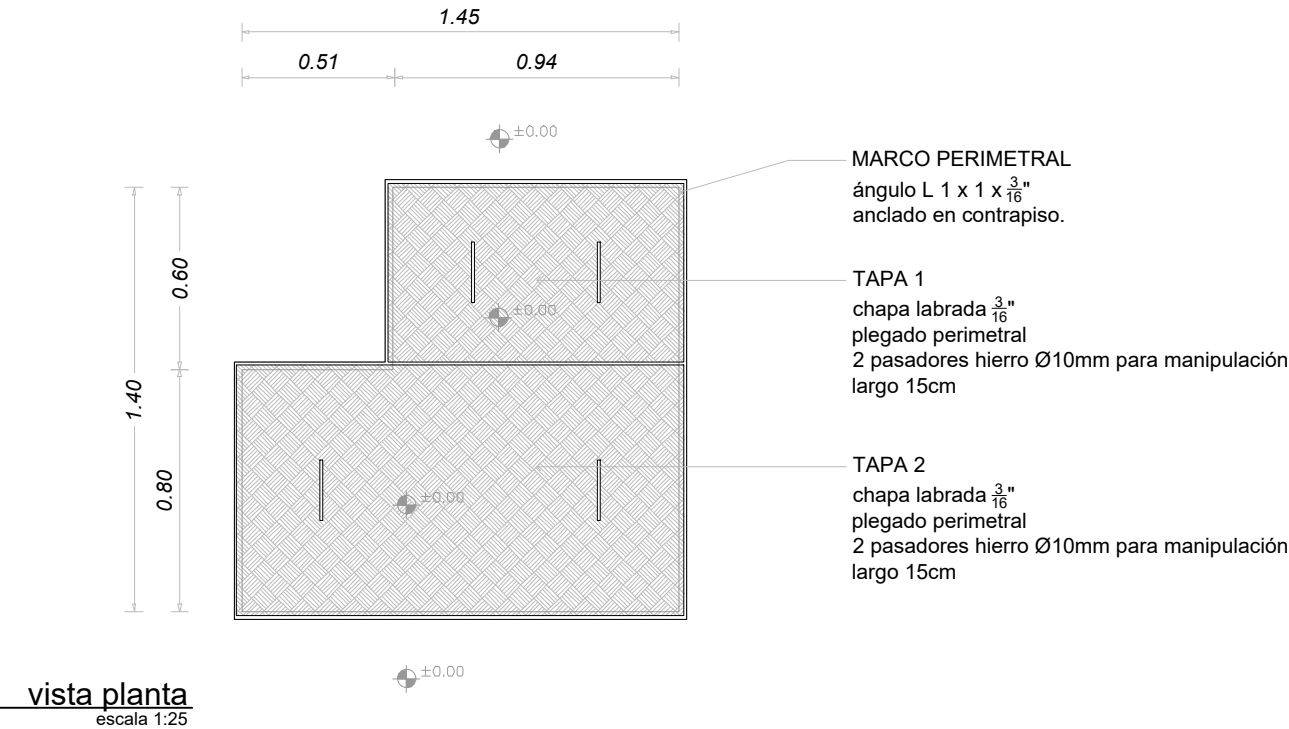 1.45
0.51
0.94
±0.00
MARCO PERIMETRAL
ángulo L 1 x 1 x 3/16"
anclado en contrapiso.
0.60
TAPA 1
chapa labrada 3/16"
plegado perimetral
2 pasadores hierro Ø10mm para manipulación
largo 15cm
±0.00
1.40
0.80
TAPA 2
chapa labrada 3/16"
plegado perimetral
2 pasadores hierro Ø10mm para manipulación
largo 15cm
±0.00
±0.00
vista planta
escala 1:25